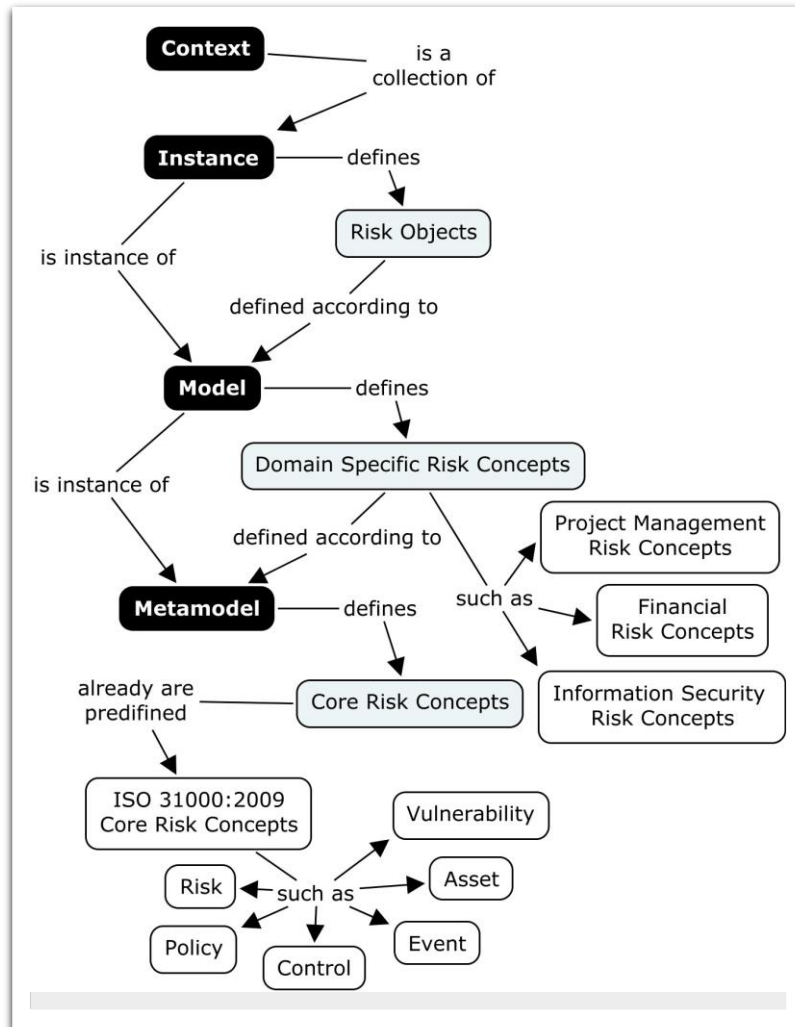 Context
is a
collection of
Instance
defines
Risk Objects
is instance of
defined according to
Model
defines
Domain Specific Risk Concepts
is instance of
defined according to
Project Management
Risk Concepts
such as
Financial
Risk Concepts
Metamodel
defines
Information Security
Risk Concepts
already are
predifined
Core Risk Concepts
ISO 31000:2009
Core Risk Concepts
Vulnerability
Risk
such as
Asset
Policy
Control
Event